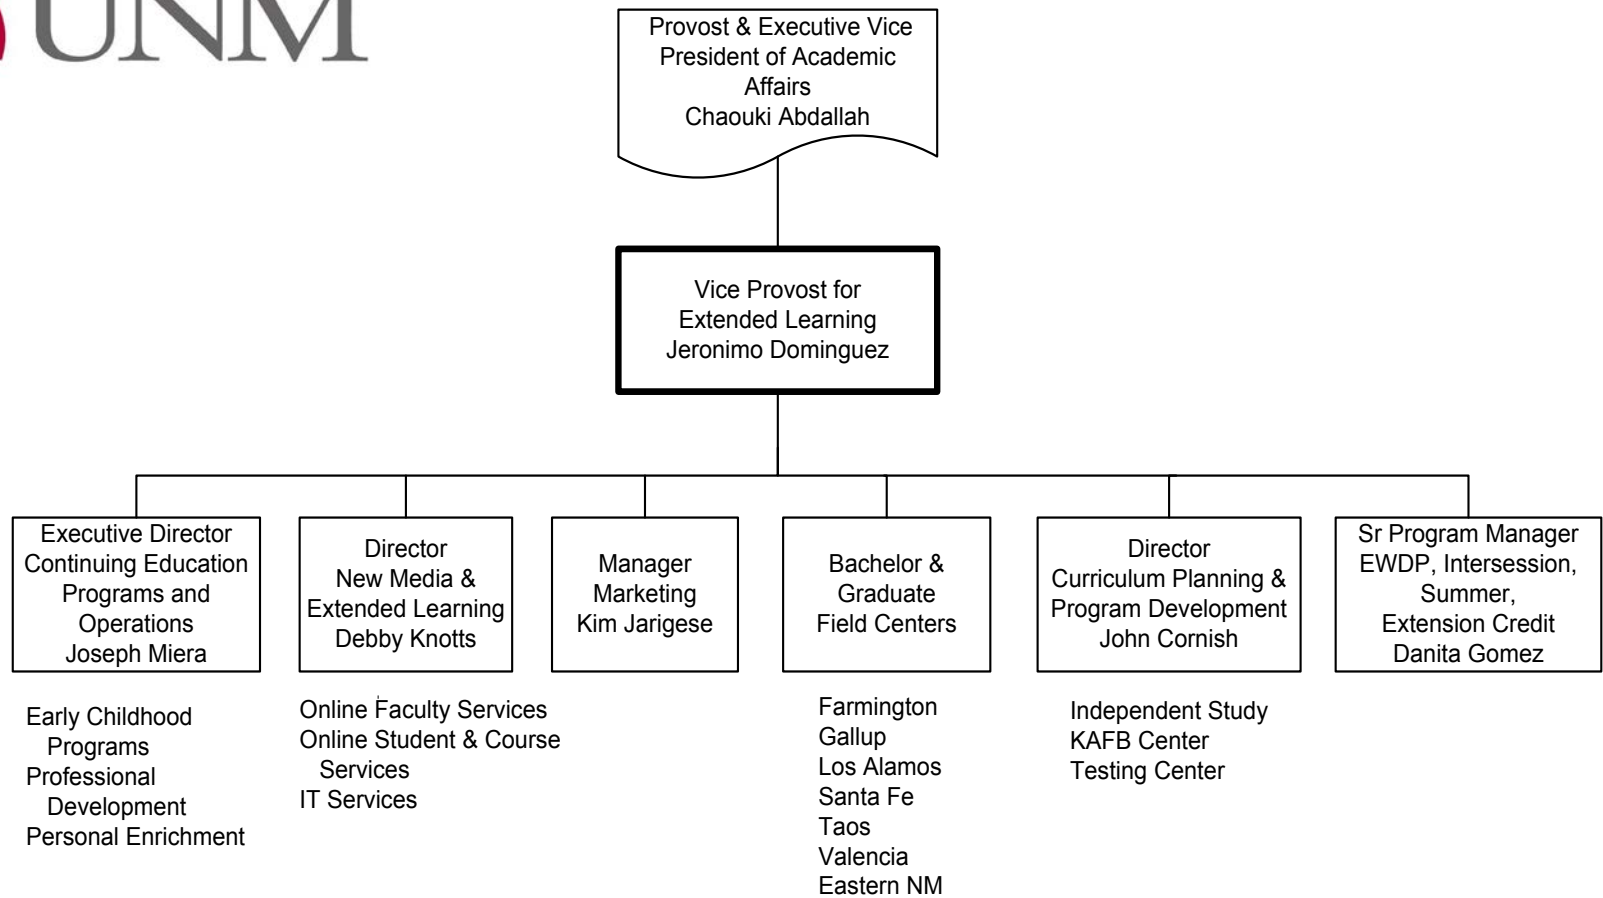 UNM
Provost & Executive Vice
President of Academic
Affairs
Chaouki Abdallah
Vice Provost for
Extended Learning
Jeronimo Dominguez
Executive Director
Continuing Education
Programs and
Operations
Joseph Miera
Director
New Media &
Extended Learning
Debby Knotts
Manager
Marketing
Kim Jarigese
Bachelor &
Graduate
Field Centers
Director
Curriculum Planning &
Program Development
John Cornish
Sr Program Manager
EWDP, Intersession,
Summer,
Extension Credit
Danita Gomez
Early Childhood
Programs
Professional
Development
Personal Enrichment
Online Faculty Services
Online Student & Course
Services
IT Services
Farmington
Gallup
Los Alamos
Santa Fe
Taos
Valencia
Eastern NM
Independent Study
KAFB Center
Testing Center